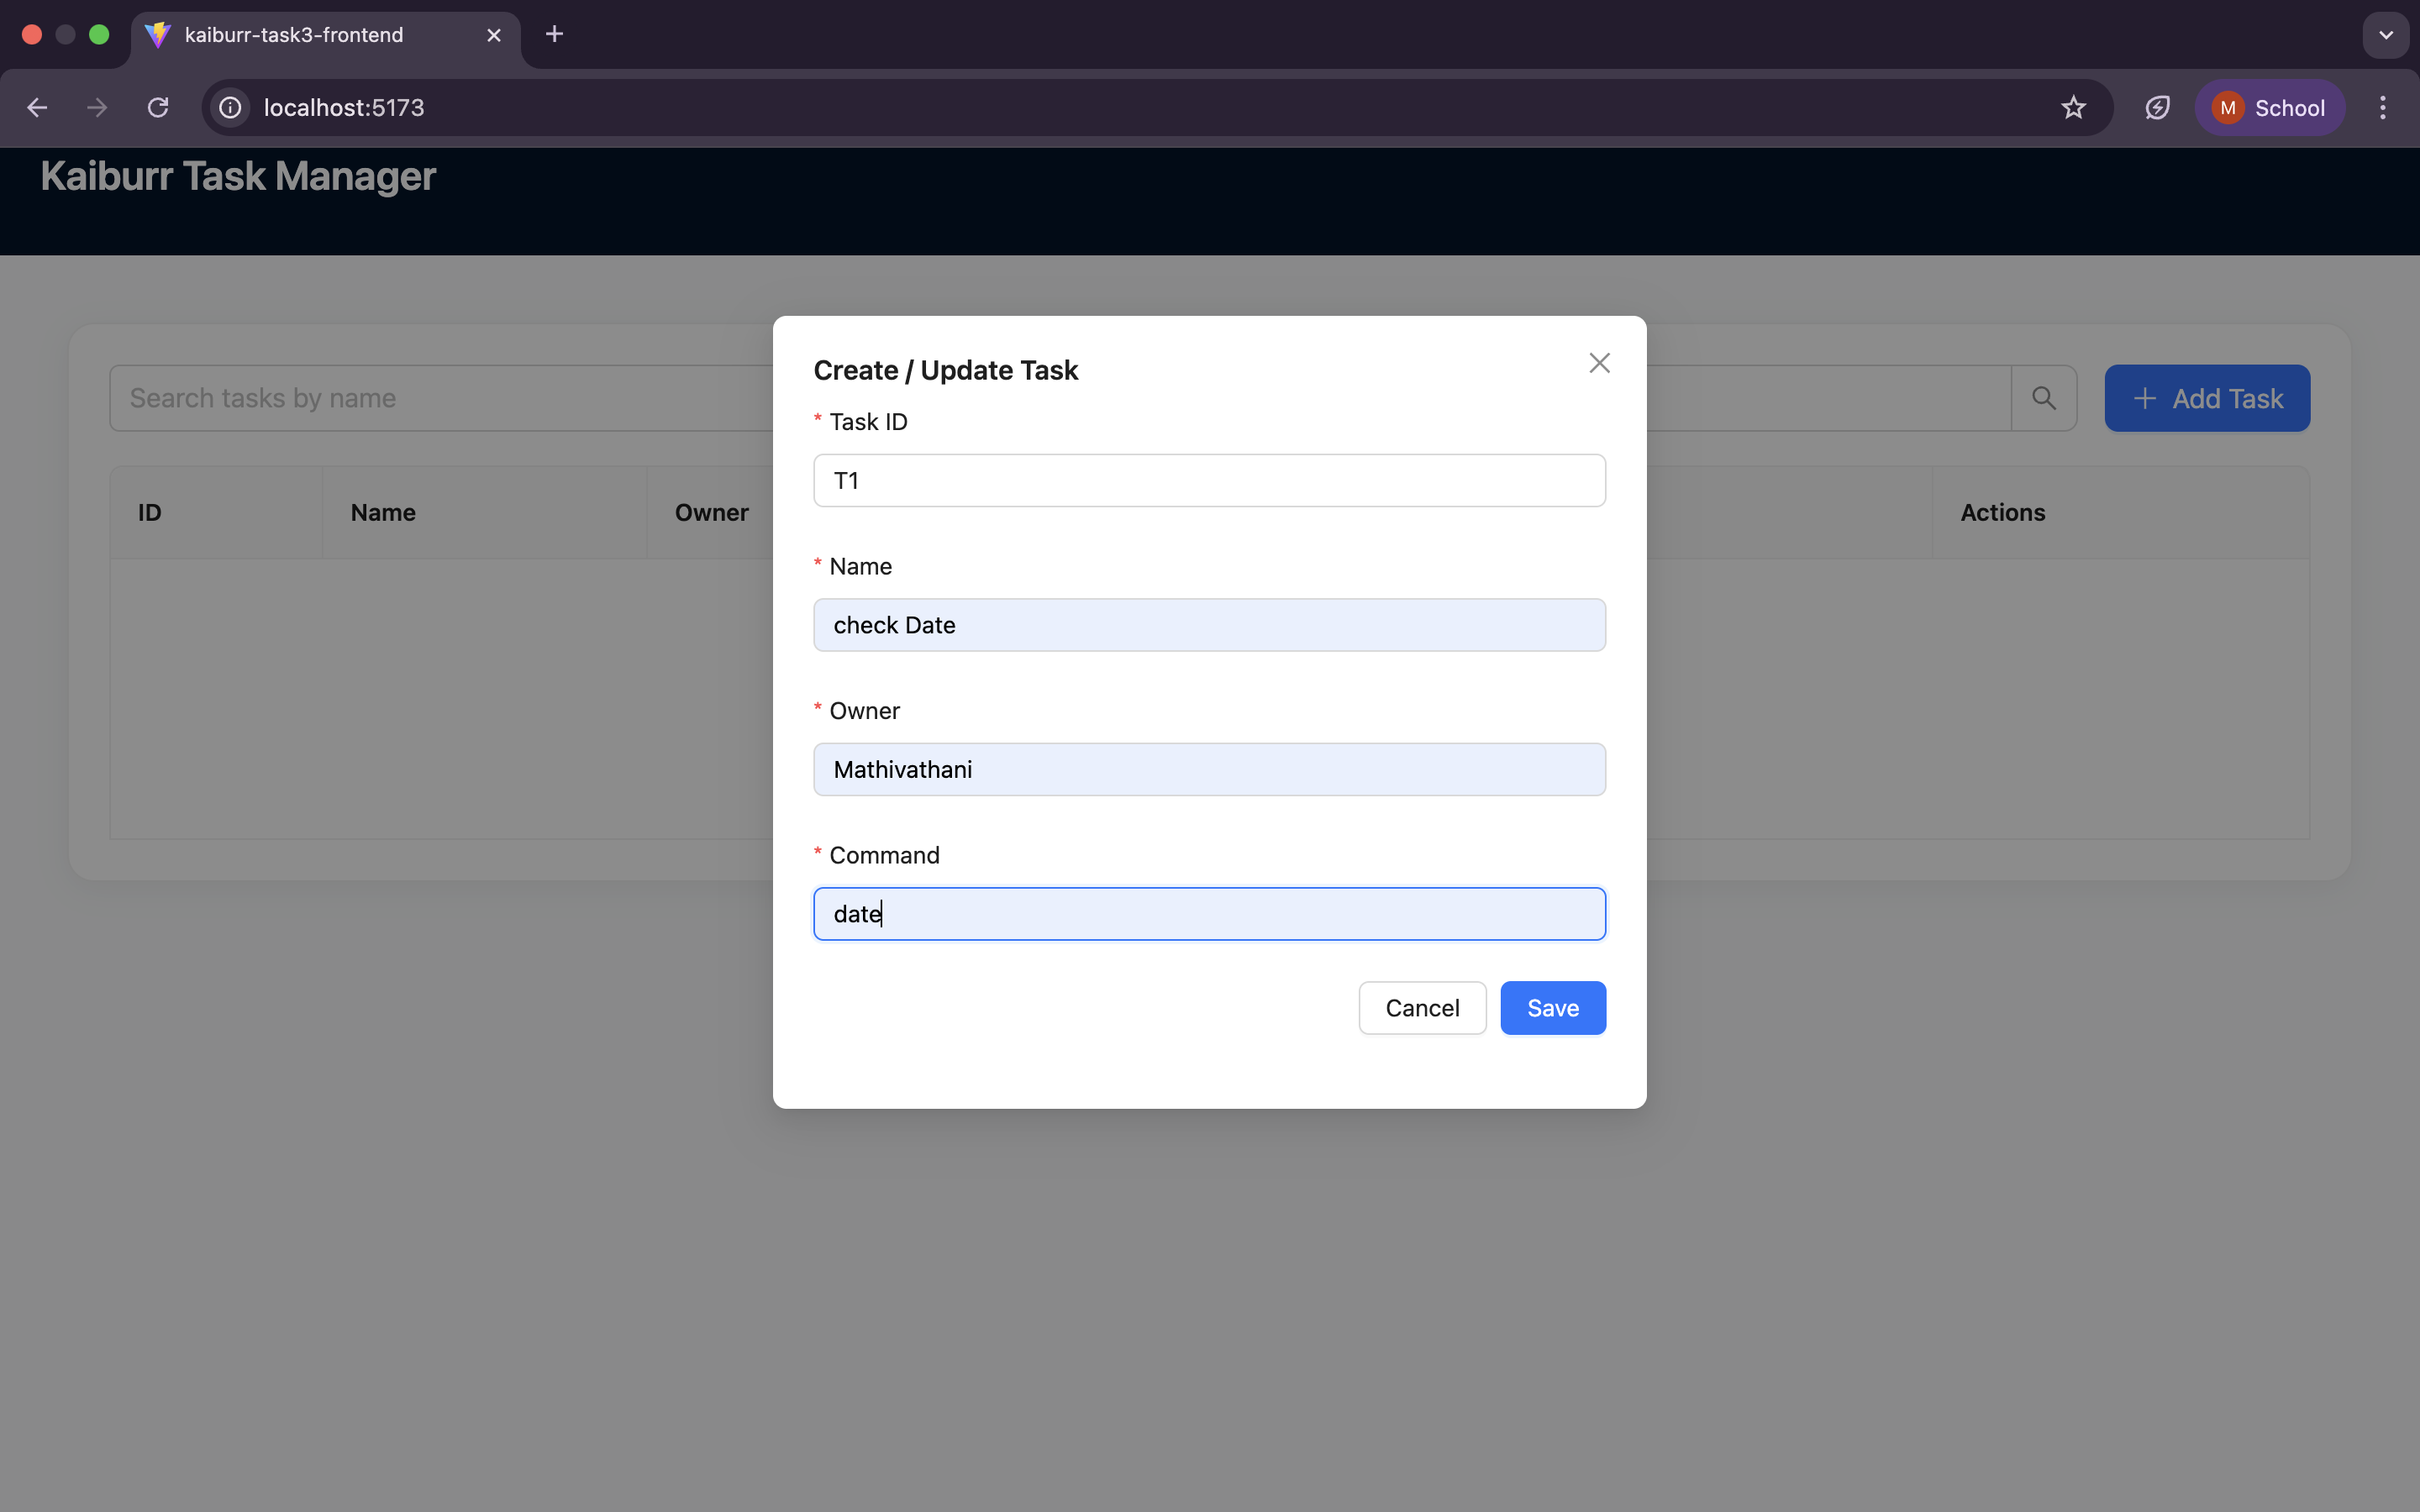 kaiburr-task3-frontend
localhost:5173
M School
Kaiburr Task Manager
Search tasks by name
Add Task
ID Name Owner Actions
Create / Update Task
* Task ID
T1
* Name
check Date
* Owner
Mathivathani
* Command
date
Cancel Save